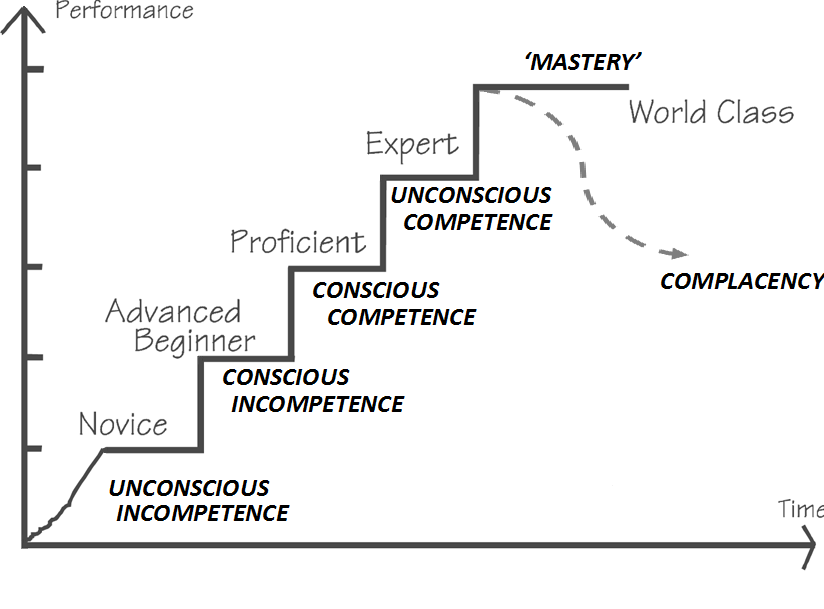 Performance
‘MASTERY’
World Class
Expert
UNCONSCIOUS
COMPETENCE
Proficient
COMPLACENCY
CONSCIOUS
COMPETENCE
Advanced
Beginner
CONSCIOUS
INCOMPETENCE
Novice
UNCONSCIOUS
INCOMPETENCE
Time